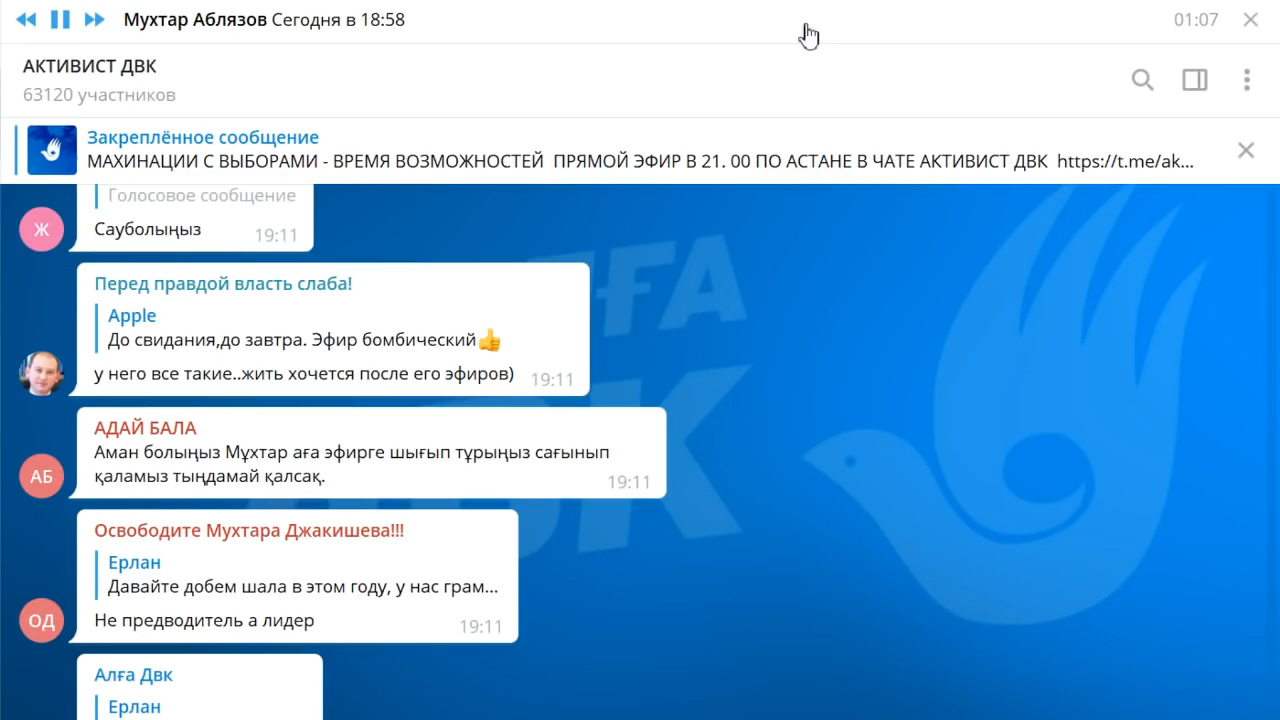 Мухтар Аблязов Сегодня в 18:58
01:07
АКТИВИСТ ДВК
63120 участников
Закреплённое сообщение
МАХИНАЦИИ С ВЫБОРАМИ - ВРЕМЯ ВОЗМОЖНОСТЕЙ ПРЯМОЙ ЭФИР В 21. 00 ПО АСТАНЕ В ЧАТЕ АКТИВИСТ ДВК https://t.me/ak...
Голосовое сообщение
Ж
Сауболыңыз
19:11
Перед правдой власть слаба!
Apple
До свидания,до завтра. Эфир бомбический👍
у него все такие..жить хочется после его эфиров)
19:11
АДАЙ БАЛА
Аман болыңыз Мұхтар аға эфирге шығып тұрыңыз сағынып
қаламыз тыңдамай қалсақ.
АБ
19:11
Освободите Мухтара Джакишева!!!
Ерлан
Давайте добем шала в этом году, у нас грам...
ОД
Не предводитель а лидер
19:11
Алға Двк
Ерлан